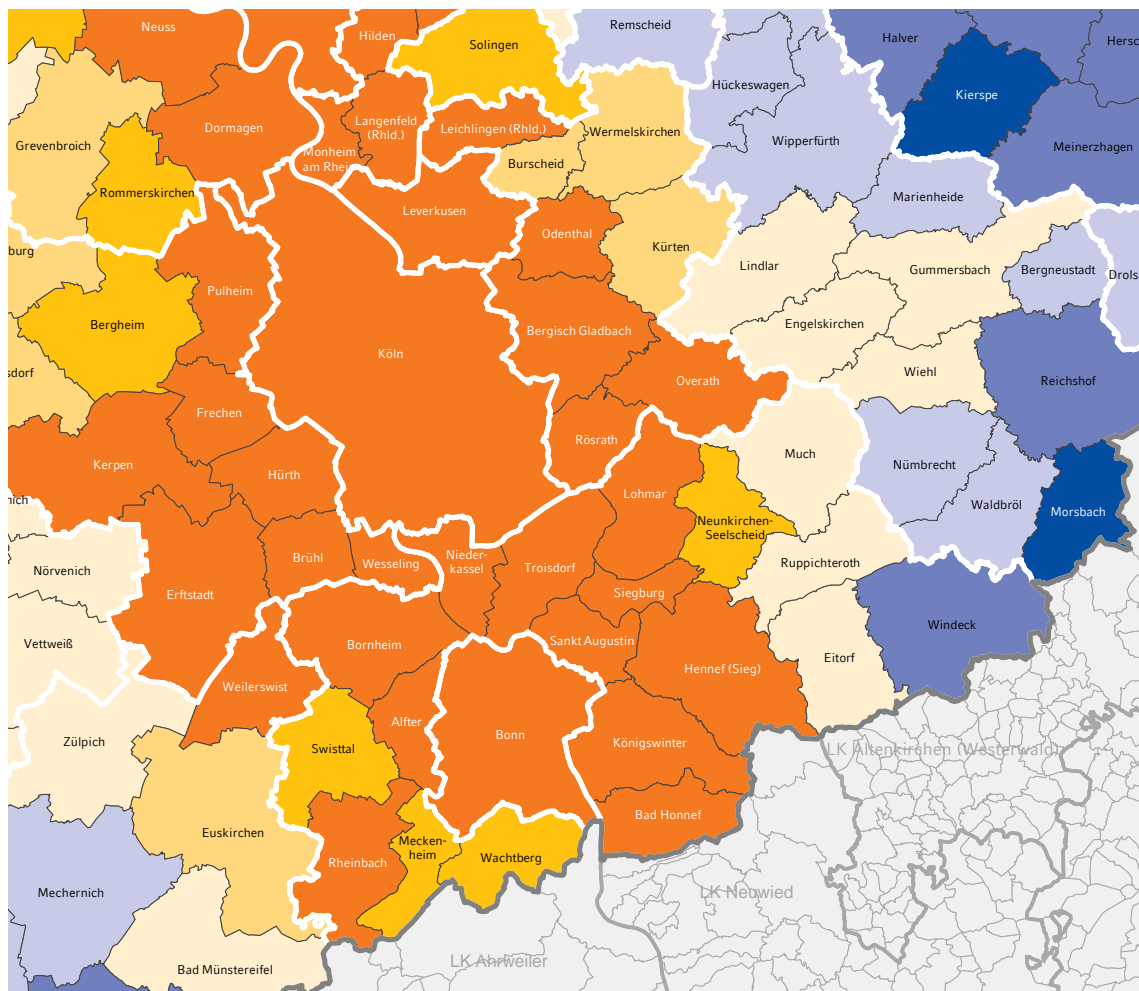 Neuss
Hilden
Solingen
Remscheid
Halver
Hersc
Hückeswagen
Kierspe
Dormagen
Langenfeld
(Rhld.)
Leichlingen (Rhld.)
Wermelskirchen
Wipperfürth
Meinerzhagen
Grevenbroich
Monheim
am Rhein
Burscheid
Rommerskirchen
Marienheide
Leverkusen
Odenthal
Kürten
burg
Lindlar
Gummersbach
Bergneustadt
Drols
Pulheim
Bergheim
Bergisch Gladbach
Engelskirchen
Köln
sdorf
Overath
Wiehl
Reichshof
Frechen
Rösrath
Much
Kerpen
Hürth
Nümbrecht
Lohmar
nich
Waldbröl
Morsbach
Neunkirchen-
Seelscheid
Nörvenich
Brühl
Wesseling
Nieder-
kassel
Troisdorf
Ruppichteroth
Erftstadt
Siegburg
Windeck
Vettweiß
Bornheim
Sankt Augustin
Eitorf
Hennef (Sieg)
Weilerswist
Alfter
Zülpich
Swisttal
Bonn
Königswinter
LK Altenkirchen (Westerwald)
Bad Honnef
Euskirchen
Rheinbach
Mecken-
heim
Wachtberg
Mechernich
LK Neuwied
LK Ahrweiler
Bad Münstereifel